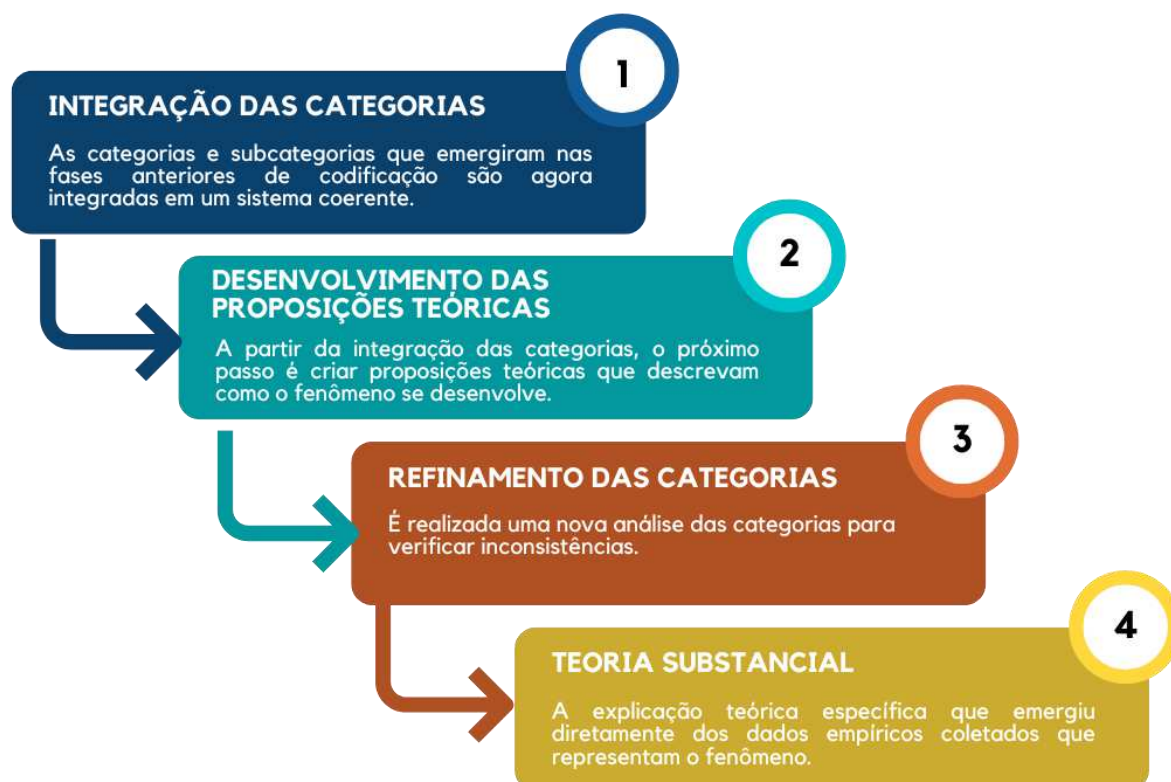 1
INTEGRAÇÃO DAS CATEGORIAS
As categorias e subcategorias que emergiram nas
fases anteriores de codificação são agora
integradas em um sistema coerente.
2
DESENVOLVIMENTO DAS
PROPOSIÇÕES TEÓRICAS
A partir da integração das categorias, o próximo
passo é criar proposições teóricas que descrevam
como o fenômeno se desenvolve.
3
REFINAMENTO DAS CATEGORIAS
É realizada uma nova análise das categorias para
verificar inconsistências.
4
TEORIA SUBSTANCIAL
A explicação teórica específica que emergiu
diretamente dos dados empíricos coletados que
representam o fenômeno.